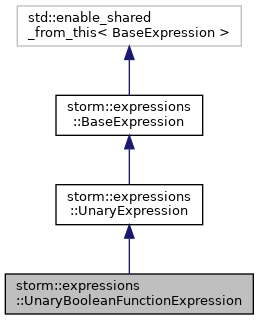 std::enable_shared
_from_this< BaseExpression >
storm::expressions
::BaseExpression
storm::expressions
::UnaryExpression
storm::expressions
::UnaryBooleanFunctionExpression